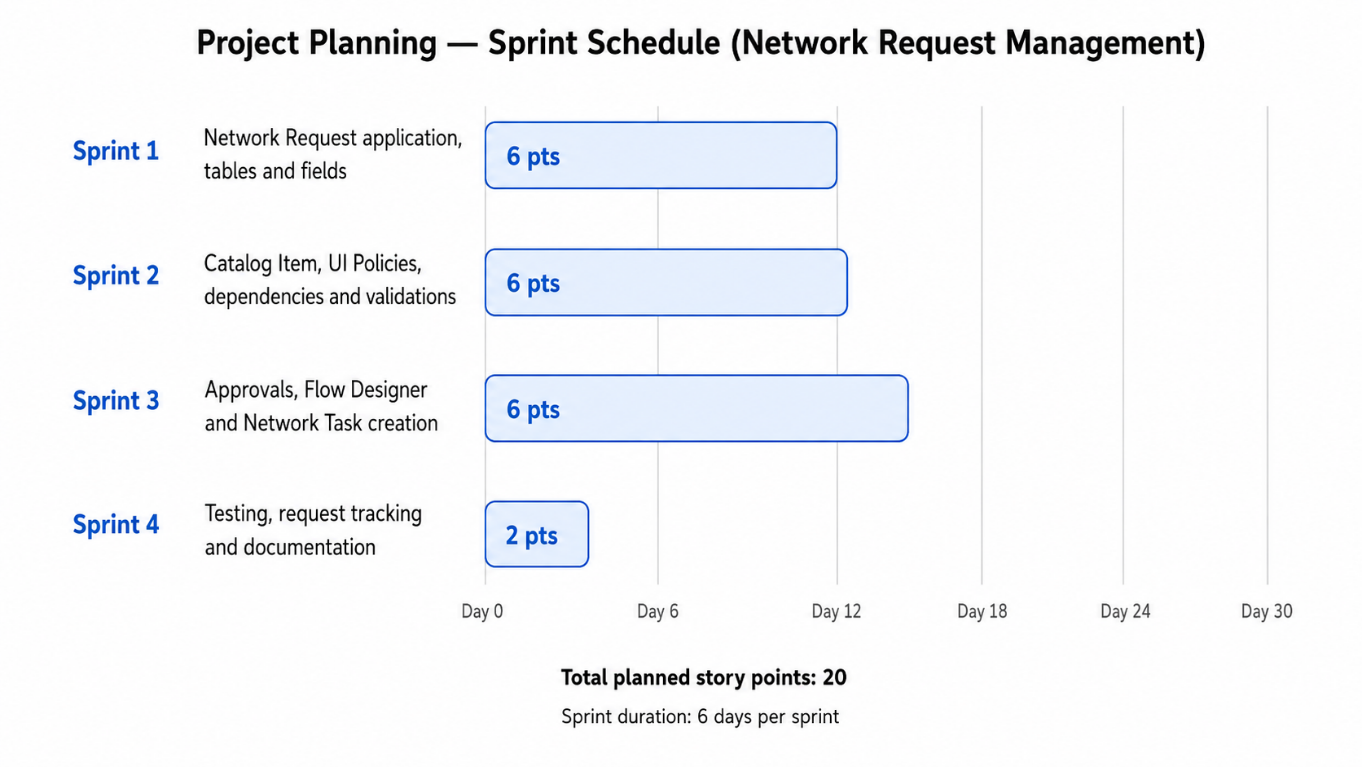 Project Planning — Sprint Schedule (Network Request Management)
Sprint 1
Network Request application,
tables and fields
6 pts
Sprint 2
Catalog Item, UI Policies,
dependencies and validations
6 pts
Sprint 3
Approvals, Flow Designer
and Network Task creation
6 pts
Sprint 4
Testing, request tracking
and documentation
2 pts
Day 0
Day 6
Day 12
Day 18
Day 24
Day 30
Total planned story points: 20
Sprint duration: 6 days per sprint